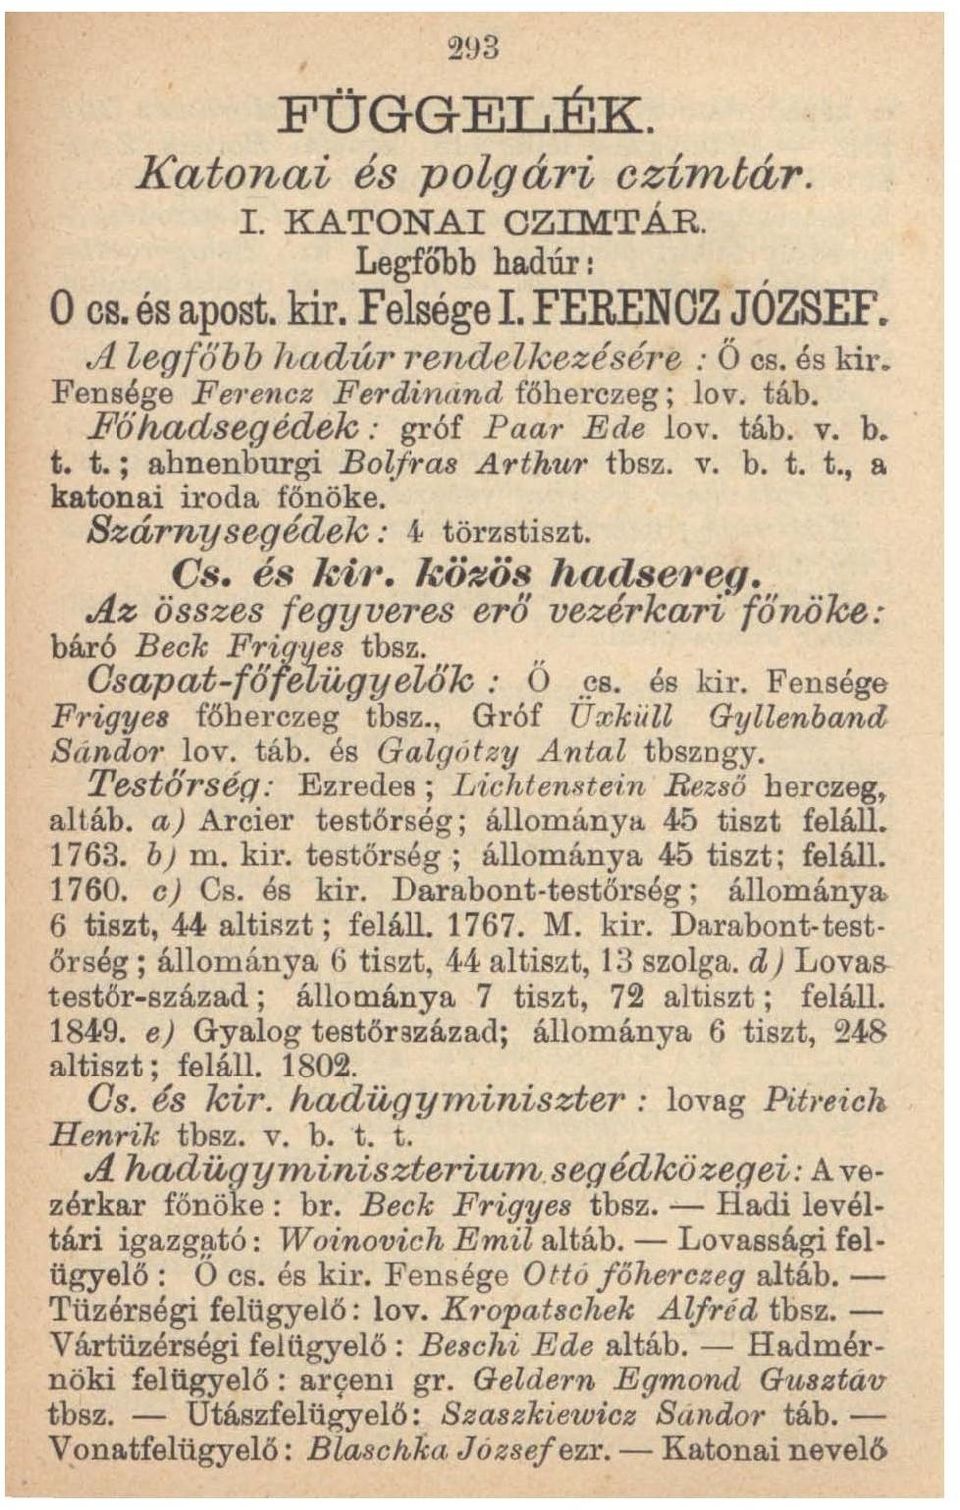 293
FÜGGELÉK.
Katonai és polgári czímtár.
I. KATONAI CZIMTÁR.
Legfőbb hadúr:
O cs. és apost. kir. Felsége I. FERENCZ JÓZSEF.
A legfőbb hadúr rendelkezésére : Ő cs. és kir.
Fensége Ferencz Ferdinánd főherczeg; lov. táb.
Főhadsegédek: gróf Paar Ede lov. táb. v. b.
t. t. ; ahnenburgi Bolfras Arthur tbsz. v. b. t. t., a
katonai iroda főnöke.
Szárnysegédek: 4 törzstiszt.
Cs. és kir. közös hadsereg.
Az összes fegyveres erő vezérkari főnöke:
báró Beck Frigyes tbsz.
Csapat-főfelügyelők : Ő cs. és kir. Fensége
Frigyes főherczeg tbsz., Gróf Üxküll Gyllenband
Sándor lov. táb. és Galgótzy Antal tbszngy.
Testőrség: Ezredes ; Lichtenstein Rezső herczeg,
altáb. a) Arcier testőrség; állománya 45 tiszt feláll.
1763. b) m. kir. testőrség ; állománya 45 tiszt; feláll.
1760. c) Cs. és kir. Darabont-testőrség ; állománya
6 tiszt, 44 altiszt ; feláll. 1767. M. kir. Darabont-test-
őrség ; állománya 6 tiszt, 44 altiszt, 13 szolga. d) Lovas
testőr-század ; állománya 7 tiszt, 72 altiszt ; feláll.
1849. e) Gyalog testőrszázad; állománya 6 tiszt, 248
altiszt ; feláll. 1802.
Cs. és kir. hadügyminiszter : lovag Pitreich
Henrik tbsz. v. b. t. t.
A hadügyminiszterium segédközegei: A ve-
zérkar főnöke : br. Beck Frigyes tbsz. — Hadi levél-
tári igazgató: Woinovich Emil altáb. — Lovassági fel-
ügyelő : Ő cs. és kir. Fensége Ottó főherczeg altáb. —
Tüzérségi felügyelő: lov. Kropatschek Alfréd tbsz. —
Vártüzérségi felügyelő : Beschi Ede altáb. — Hadmér-
nöki felügyelő : arçeni gr. Geldern Egmond Gusztáv
tbsz. — Utászfelügyelő: Szaszkiewicz Sándor táb. —
Vonatfelügyelő: Blaschka József ezr. — Katonai nevelő